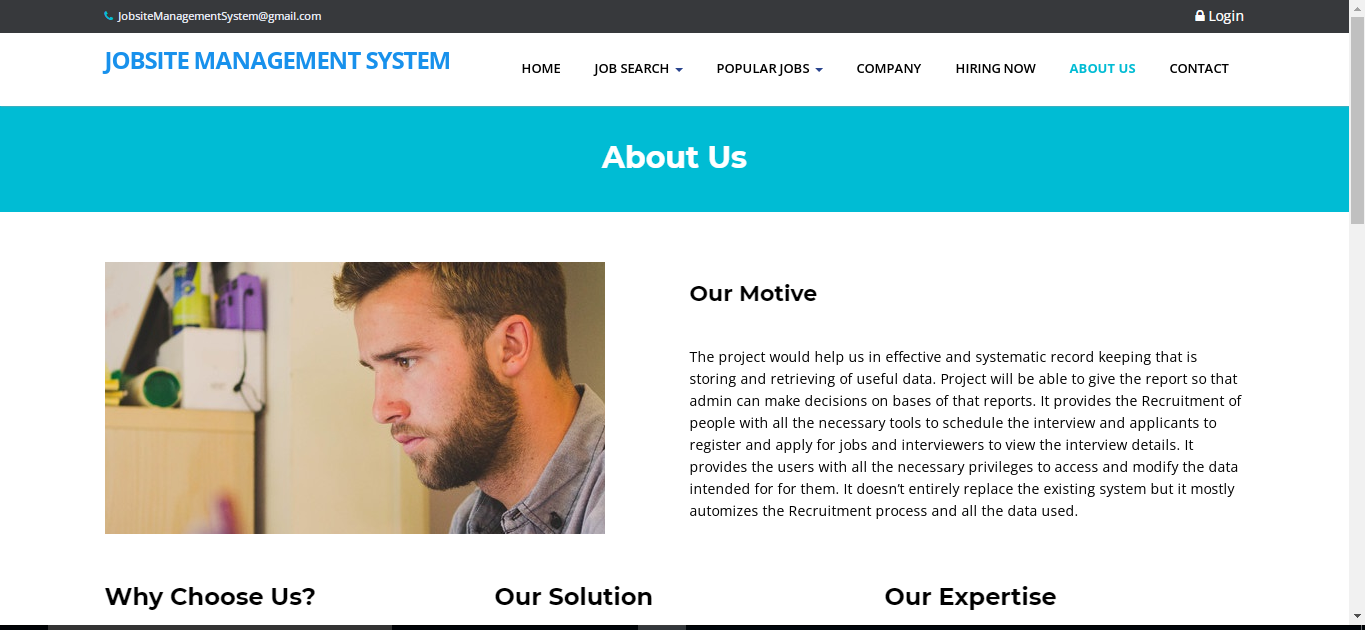 JobsiteManagementSystem@gmail.com
Login
JOBSITE MANAGEMENT SYSTEM
HOME
JOB SEARCH
POPULAR JOBS
COMPANY
HIRING NOW
ABOUT US
CONTACT
About Us
Our Motive
The project would help us in effective and systematic record keeping that is
storing and retrieving of useful data. Project will be able to give the report so that
admin can make decisions on bases of that reports. It provides the Recruitment of
people with all the necessary tools to schedule the interview and applicants to
register and apply for jobs and interviewers to view the interview details. It
provides the users with all the necessary privileges to access and modify the data
intended for for them. It doesn’t entirely replace the existing system but it mostly
automizes the Recruitment process and all the data used.
Why Choose Us?
Our Solution
Our Expertise